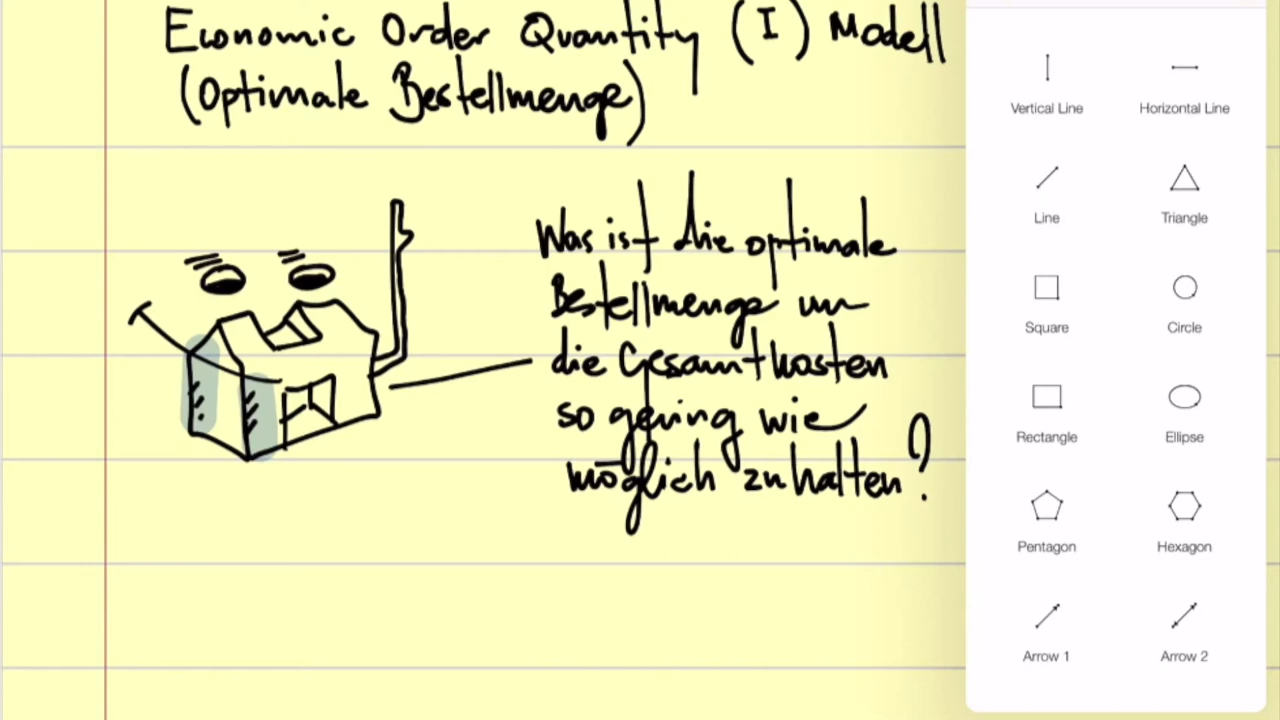 Economic Order Quantity (I) Modell
(Optimale Bestellmenge)
Was ist die optimale
Bestellmenge um
die Gesamtkosten
so gering wie
möglich zu halten?
Vertical Line
Horizontal Line
Line
Triangle
Square
Circle
Rectangle
Ellipse
Pentagon
Hexagon
Arrow 1
Arrow 2